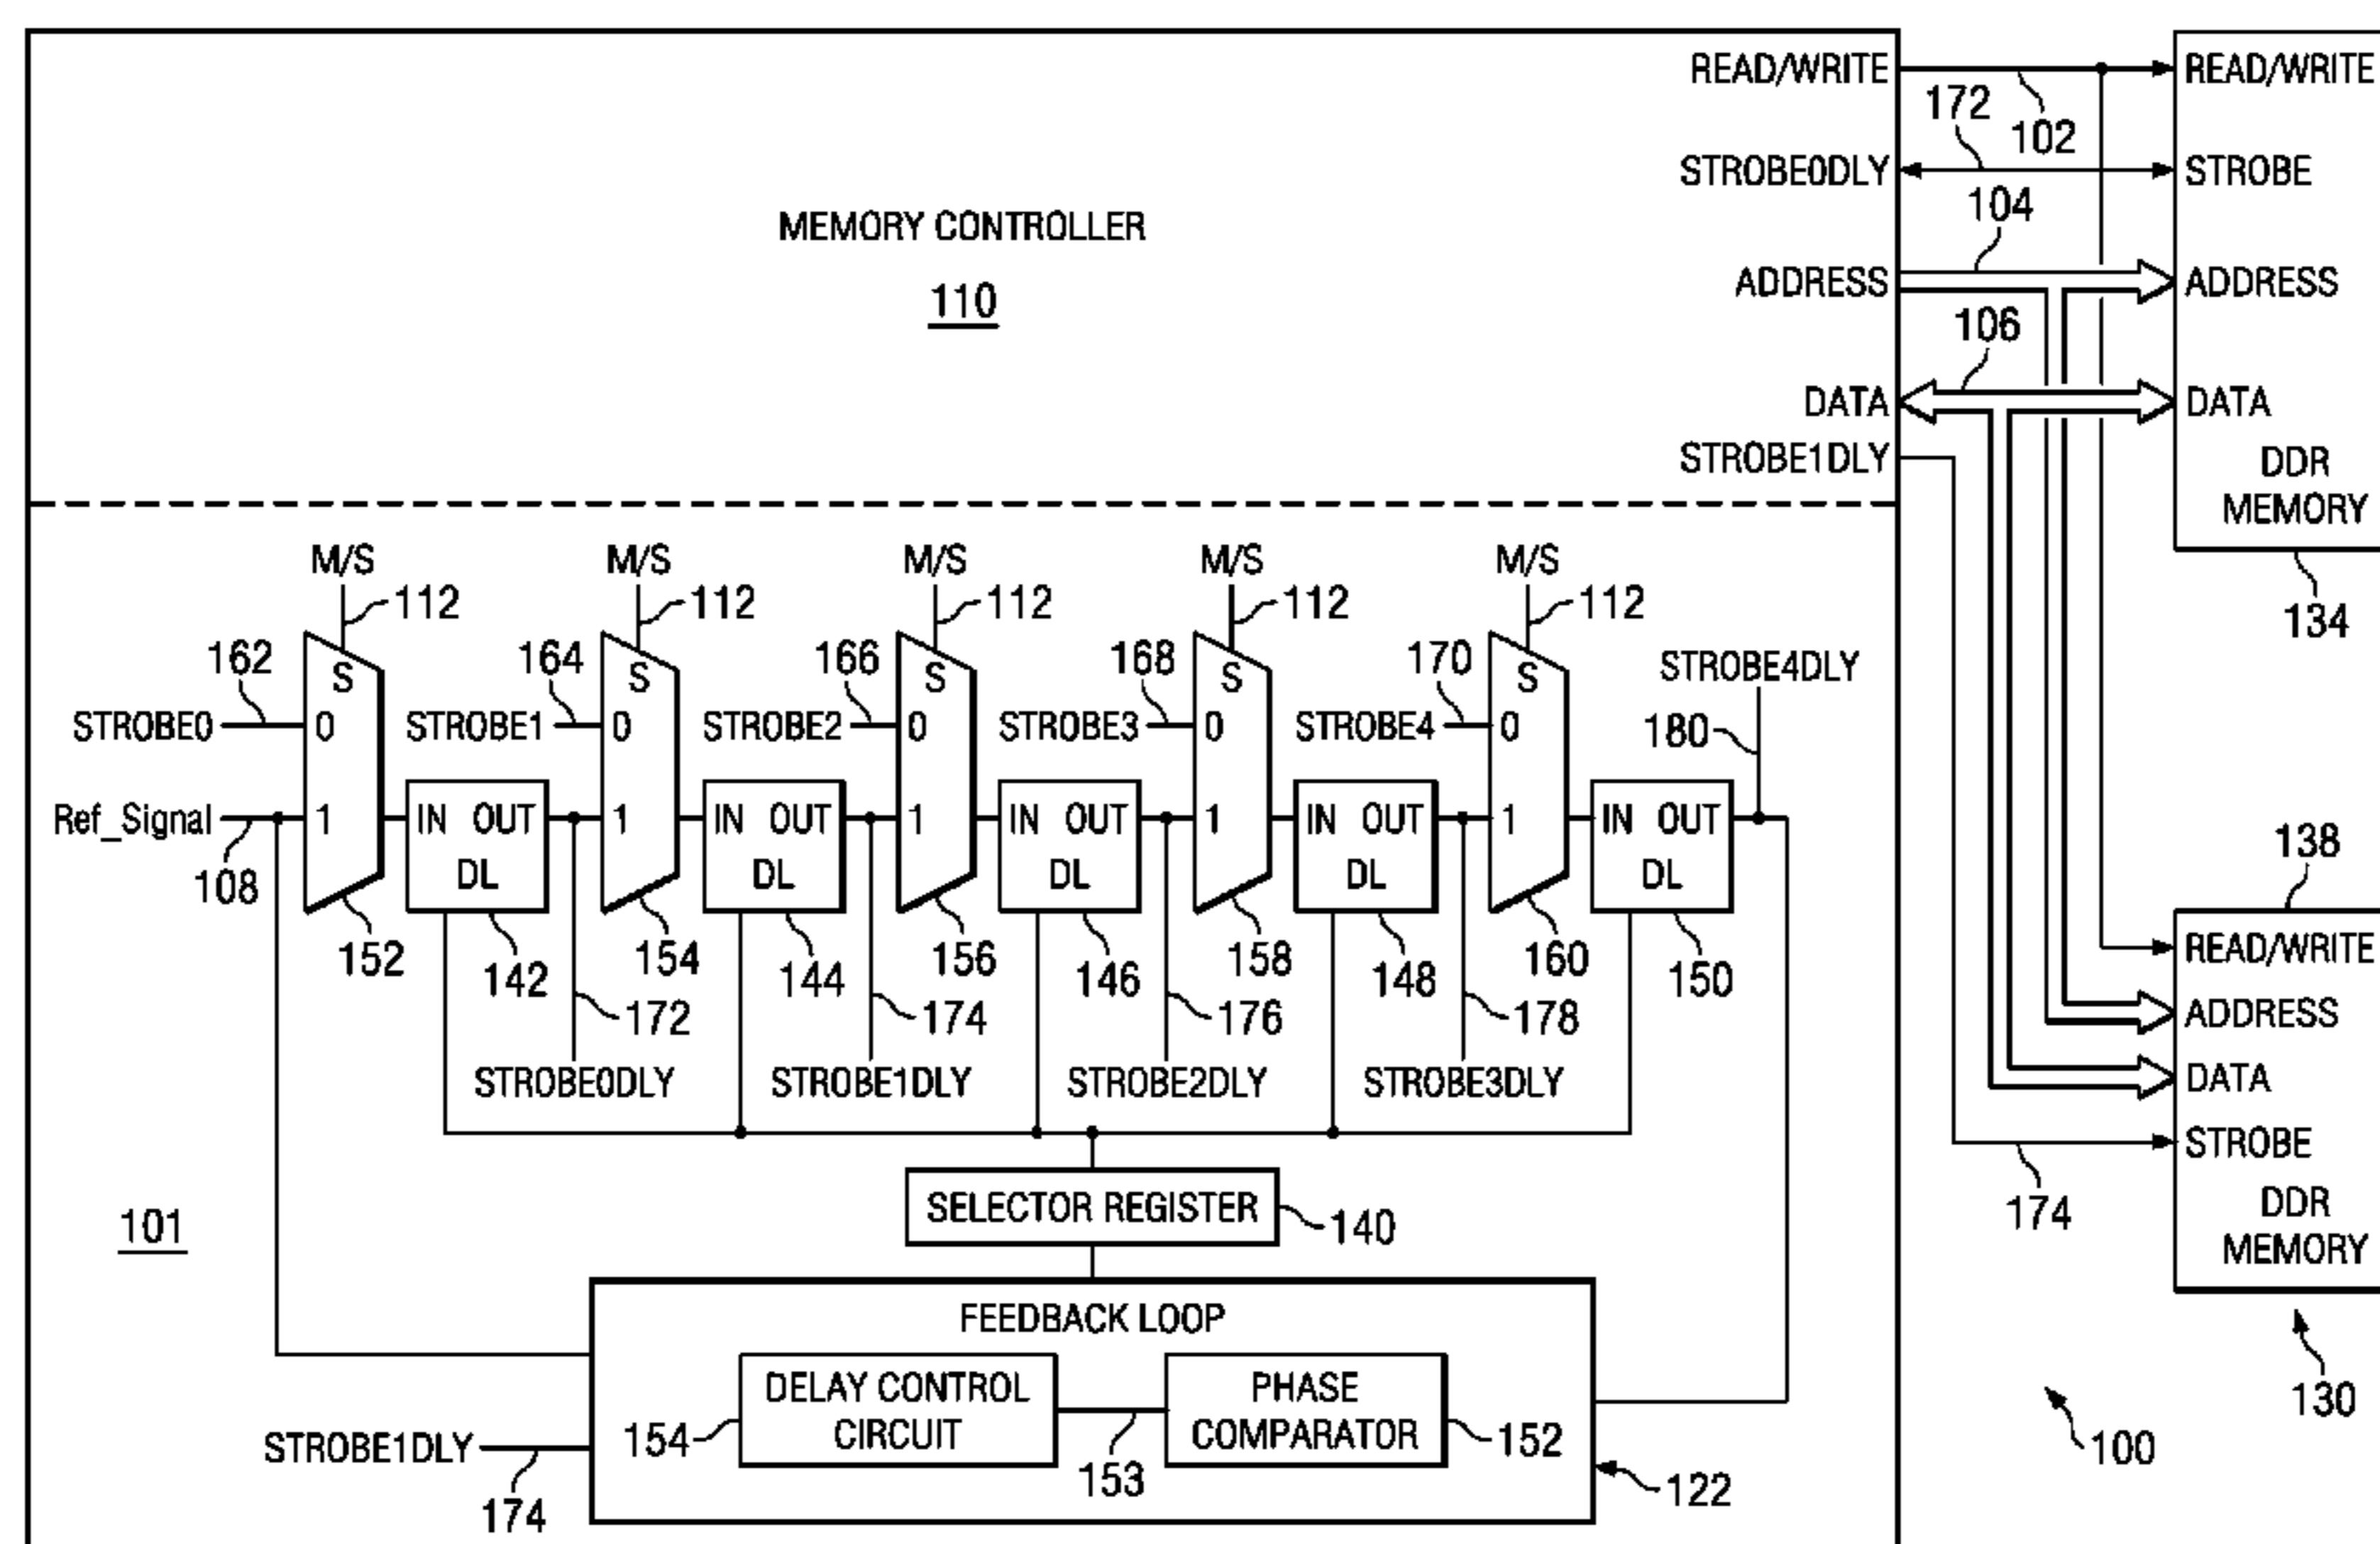 READ/WRITE
READ/WRITE
172
102
STROBE0DLY
STROBE
104
MEMORY CONTROLLER
110
ADDRESS
ADDRESS
106
DATA
DATA
STROBE1DLY
DDR
MEMORY
134
M/S M/S M/S M/S M/S
112 112 112 112 112
162 164 166 168 170 STROBE4DLY
S S S S S
STROBE0 0 STROBE1 0 STROBE2 0 STROBE3 0 STROBE4 0 180
Ref_Signal 1 IN OUT 1 IN OUT 1 IN OUT 1 IN OUT 1 IN OUT
DL DL DL DL DL
108
152 142 154 144 156 146 158 148 160 150
172 174 176 178
STROBE0DLY STROBE1DLY STROBE2DLY STROBE3DLY
138
READ/WRITE
ADDRESS
DATA
STROBE
174
DDR
MEMORY
130
100
101
SELECTOR REGISTER 140
FEEDBACK LOOP
DELAY CONTROL
CIRCUIT
154
153
PHASE
COMPARATOR
152
STROBE1DLY
174
122